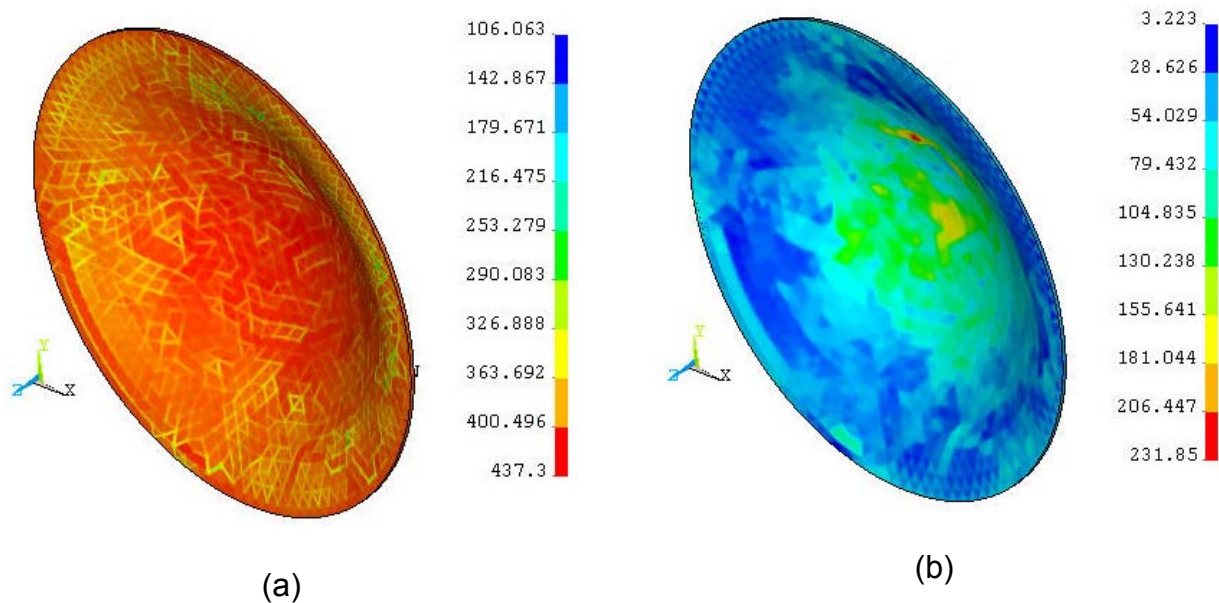 106.063
142.867
179.671
216.475
253.279
290.083
326.888
363.692
400.496
437.3
Y
Z
X
(a)
3.223
28.626
54.029
79.432
104.835
130.238
155.641
181.044
206.447
231.85
Y
Z
X
(b)